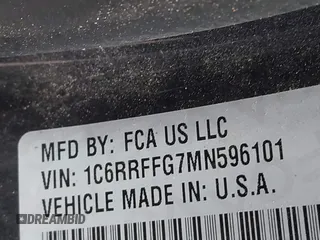 MFD BY: FCA US LLC
VIN: 1C6RRFFG7MN596101
VEHICLE MADE IN: U.S.A.
DREAMBID